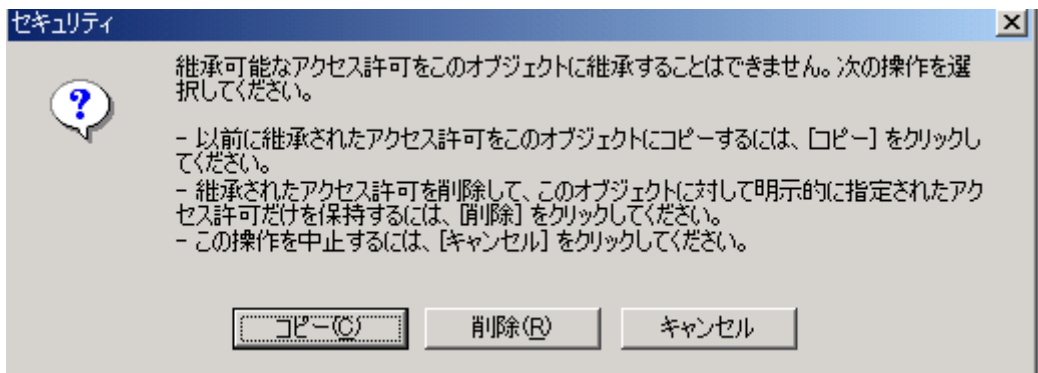 セキュリティ
継承可能なアクセス許可をこのオブジェクトに継承することはできません。次の操作を選
択してください。
- 以前に継承されたアクセス許可をこのオブジェクトにコピーするには、[コピー] をクリックし
てください。
- 継承されたアクセス許可を削除して、このオブジェクトに対して明示的に指定されたアク
セス許可だけを保持するには、[削除] をクリックしてください。
- この操作を中止するには、[キャンセル] をクリックしてください。
コピー(C) 削除(R) キャンセル